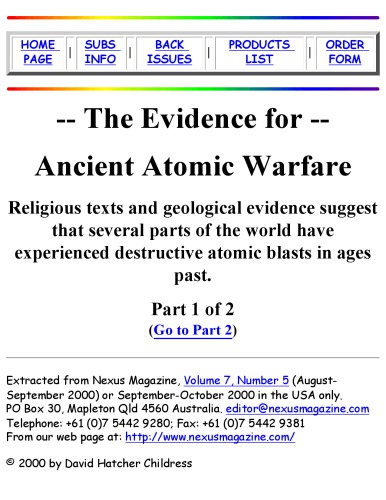 HOME PAGE | SUBS INFO | BACK ISSUES | PRODUCTS LIST | ORDER FORM
-- The Evidence for --
Ancient Atomic Warfare
Religious texts and geological evidence suggest
that several parts of the world have
experienced destructive atomic blasts in ages
past.
Part 1 of 2
(Go to Part 2)
Extracted from Nexus Magazine, Volume 7, Number 5 (August-
September 2000) or September-October 2000 in the USA only.
PO Box 30, Mapleton Qld 4560 Australia. editor@nexusmagazine.com
Telephone: +61 (0)7 5442 9280; Fax: +61 (0)7 5442 9381
From our web page at: http://www.nexusmagazine.com/
© 2000 by David Hatcher Childress